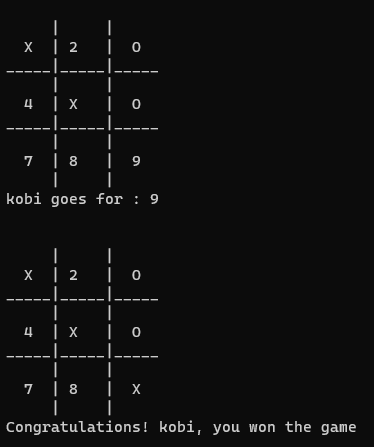 |     |
  X  | 2   |  O
_____|_____|_____
     |     |
  4  | X   |  O
_____|_____|_____
     |     |
  7  | 8   |  9
     |     |
kobi goes for : 9

     |     |
  X  | 2   |  O
_____|_____|_____
     |     |
  4  | X   |  O
_____|_____|_____
     |     |
  7  | 8   |  X
     |     |
Congratulations! kobi, you won the game